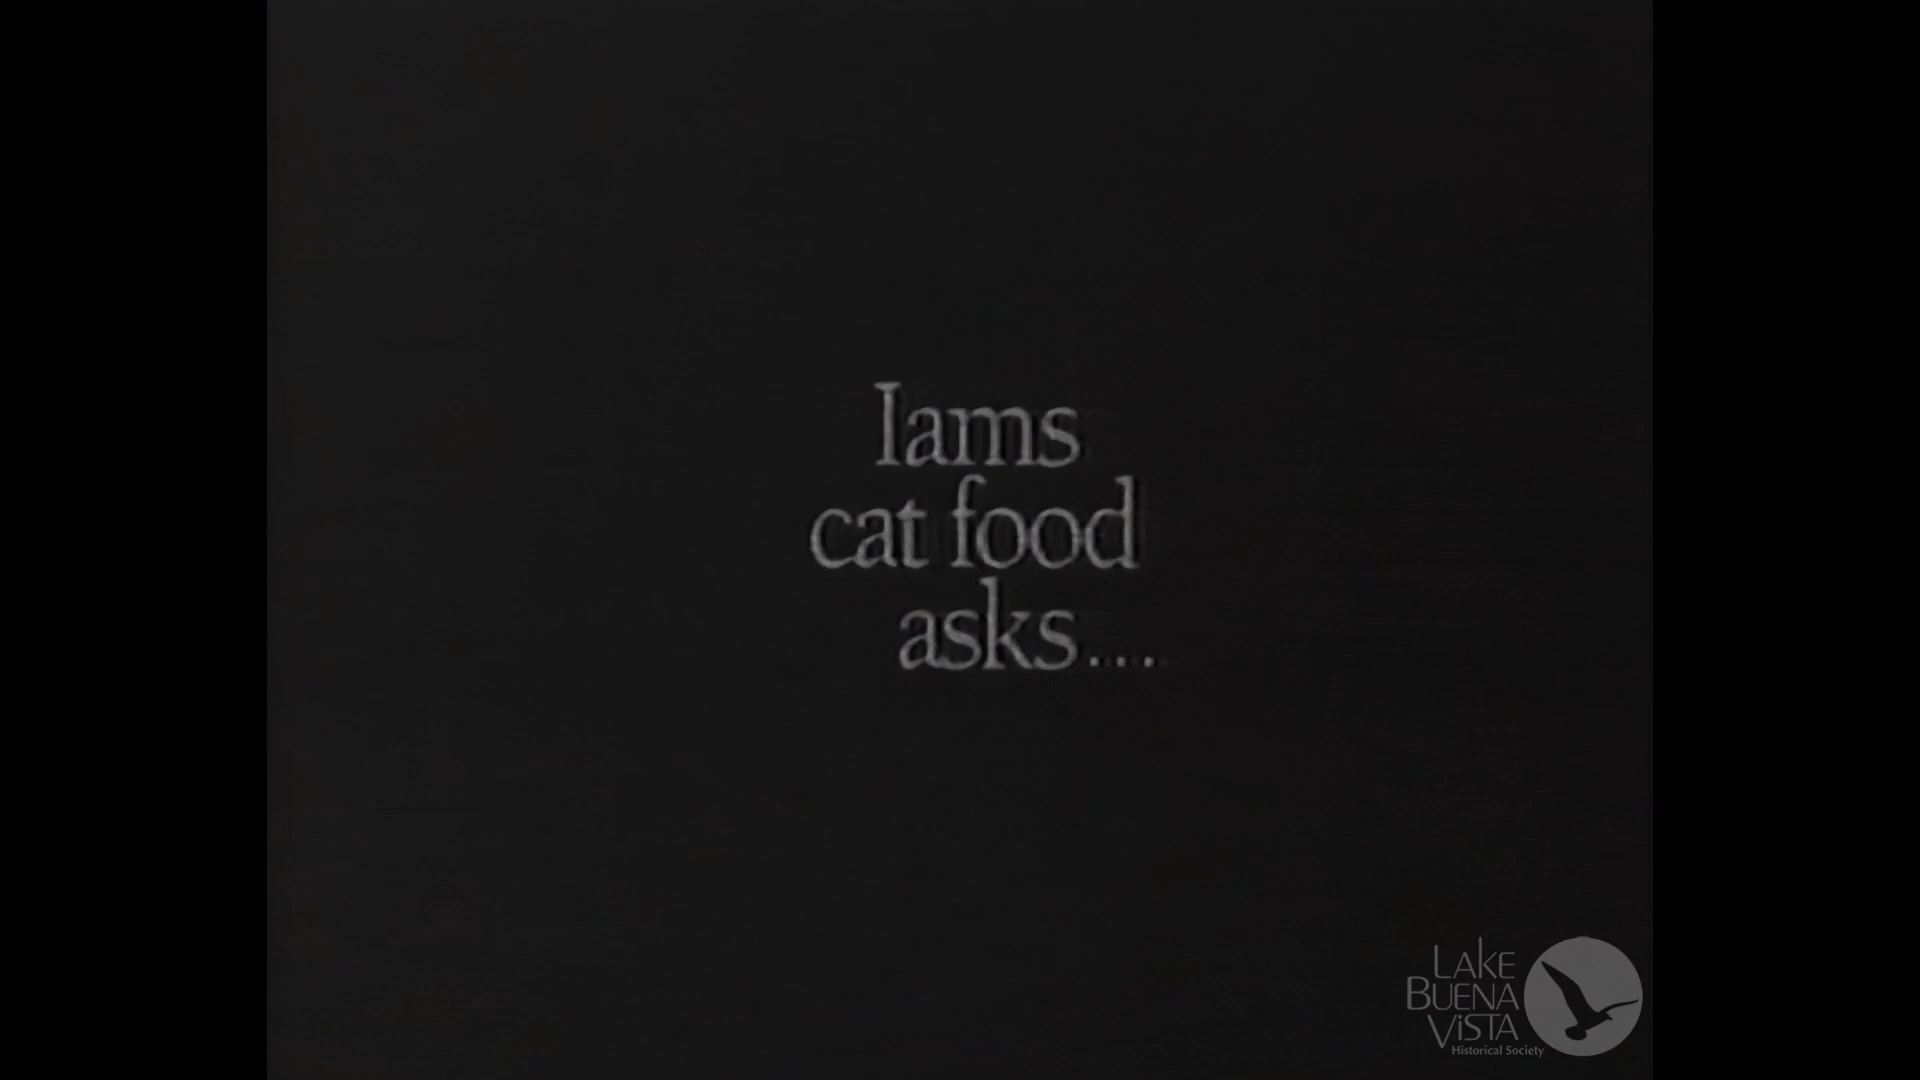 Iams
cat food
asks....
LAKE
BUENA
ViSTA
Historical Society